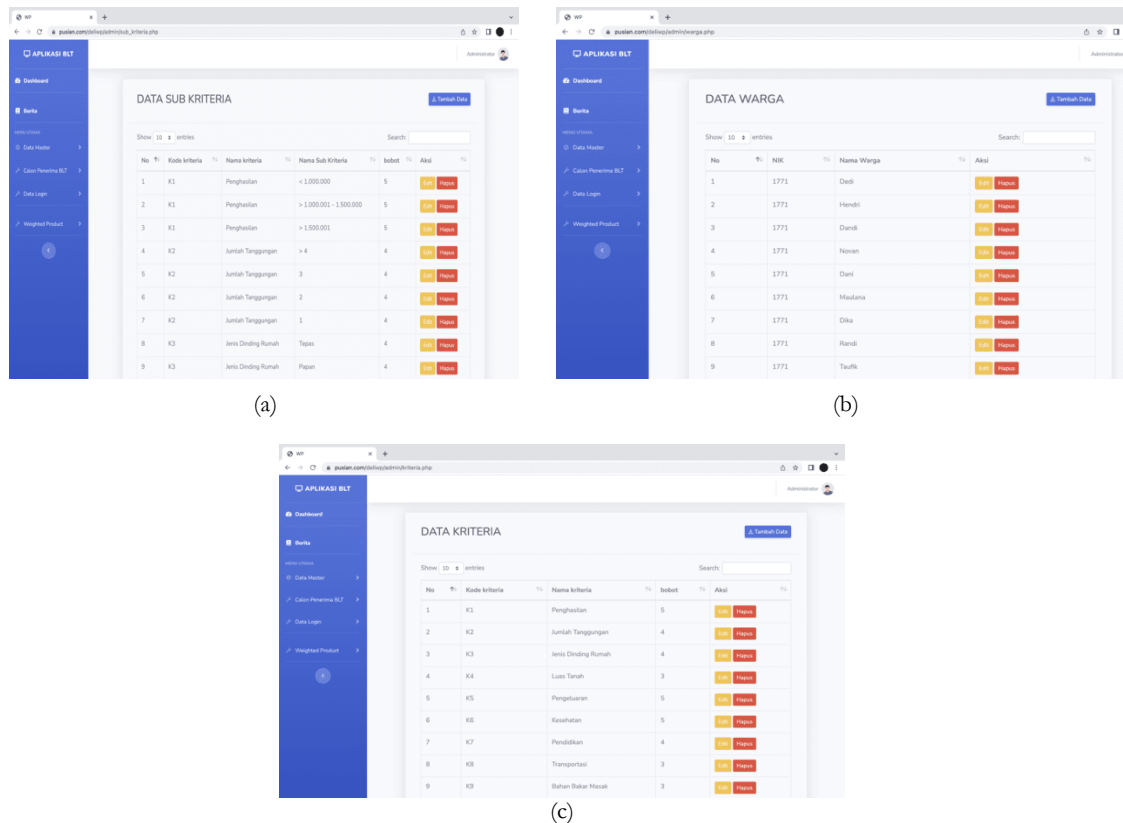 WP
pusien.com/deliwp/admin/sub_kriteria.php
APLIKASI BLT
Administrator
Dashboard
Berita
MENU UTAMA
Data Master
Calon Penerima BLT
Data Login
Weighted Product
DATA SUB KRITERIA
Tambah Data
Show 10 entries Search:
No Kode kriteria Nama kriteria Nama Sub Kriteria bobot Aksi
1 K1 Penghasilan < 1.000.000 5 Edit Hapus
2 K1 Penghasilan > 1.000.001 - 1.500.000 5 Edit Hapus
3 K1 Penghasilan > 1.500.001 5 Edit Hapus
4 K2 Jumlah Tanggungan > 4 4 Edit Hapus
5 K2 Jumlah Tanggungan 3 4 Edit Hapus
6 K2 Jumlah Tanggungan 2 4 Edit Hapus
7 K2 Jumlah Tanggungan 1 4 Edit Hapus
8 K3 Jenis Dinding Rumah Tepas 4 Edit Hapus
9 K3 Jenis Dinding Rumah Papan 4 Edit Hapus
(a)
WP
pusien.com/deliwp/admin/warga.php
APLIKASI BLT
Administrator
Dashboard
Berita
MENU UTAMA
Data Master
Calon Penerima BLT
Data Login
Weighted Product
DATA WARGA
Tambah Data
Show 10 entries Search:
No NIK Nama Warga Aksi
1 1771 Dedi Edit Hapus
2 1771 Hendri Edit Hapus
3 1771 Dandi Edit Hapus
4 1771 Novan Edit Hapus
5 1771 Dani Edit Hapus
6 1771 Maulana Edit Hapus
7 1771 Dika Edit Hapus
8 1771 Randi Edit Hapus
9 1771 Taufik Edit Hapus
(b)
WP
pusien.com/deliwp/admin/kriteria.php
APLIKASI BLT
Administrator
Dashboard
Berita
MENU UTAMA
Data Master
Calon Penerima BLT
Data Login
Weighted Product
DATA KRITERIA
Tambah Data
Show 10 entries Search:
No Kode kriteria Nama kriteria bobot Aksi
1 K1 Penghasilan 5 Edit Hapus
2 K2 Jumlah Tanggungan 4 Edit Hapus
3 K3 Jenis Dinding Rumah 4 Edit Hapus
4 K4 Luas Tanah 3 Edit Hapus
5 K5 Pengeluaran 5 Edit Hapus
6 K6 Kesehatan 5 Edit Hapus
7 K7 Pendidikan 4 Edit Hapus
8 K8 Transportasi 3 Edit Hapus
9 K9 Bahan Bakar Masak 3 Edit Hapus
(c)